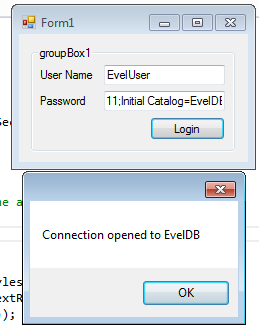 Form1
groupBox1
User Name
EvelUser
Password
11;Initial Catalog=EvelDB
Login
Connection opened to EvelDB
OK